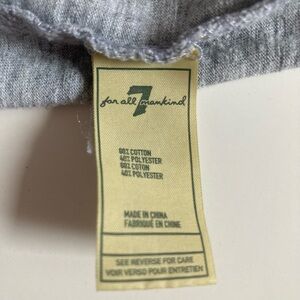 7
for all mankind
60% COTTON
40% POLYESTER
60% COTON
40% POLYESTER
MADE IN CHINA
FABRIQUÉ EN CHINE
SEE REVERSE FOR CARE
VOIR VERSO POUR ENTRETIEN